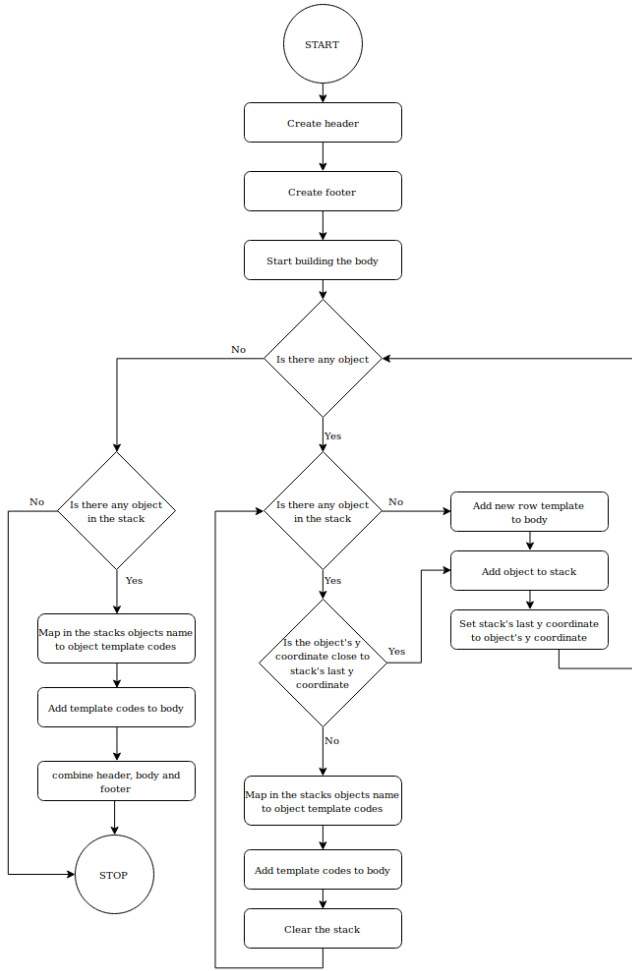 START
Create header
Create footer
Start building the body
Is there any object
No
Yes
Is there any object
in the stack
No
Yes
Map in the stacks objects name
to object template codes
Add template codes to body
combine header, body and
footer
STOP
Is there any object
in the stack
No
Yes
Add new row template
to body
Add object to stack
Set stack's last y coordinate
to object's y coordinate
Is the object's y
coordinate close to
stack's last y
coordinate
Yes
No
Map in the stacks objects name
to object template codes
Add template codes to body
Clear the stack